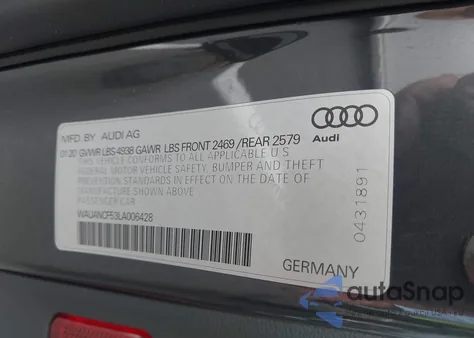 MFD. BY AUDI AG
01 20 GVWR LBS 4938 GAWR LBS FRONT 2469 / REAR 2579
THIS VEHICLE CONFORMS TO ALL APPLICABLE U.S.
FEDERAL MOTOR VEHICLE SAFETY, BUMPER AND THEFT
PREVENTION STANDARDS IN EFFECT ON THE DATE OF
MANUFACTURE SHOWN ABOVE.
PASSENGER CAR
WAUANCF53LA006428
Audi
0431891
GERMANY
autoSnap